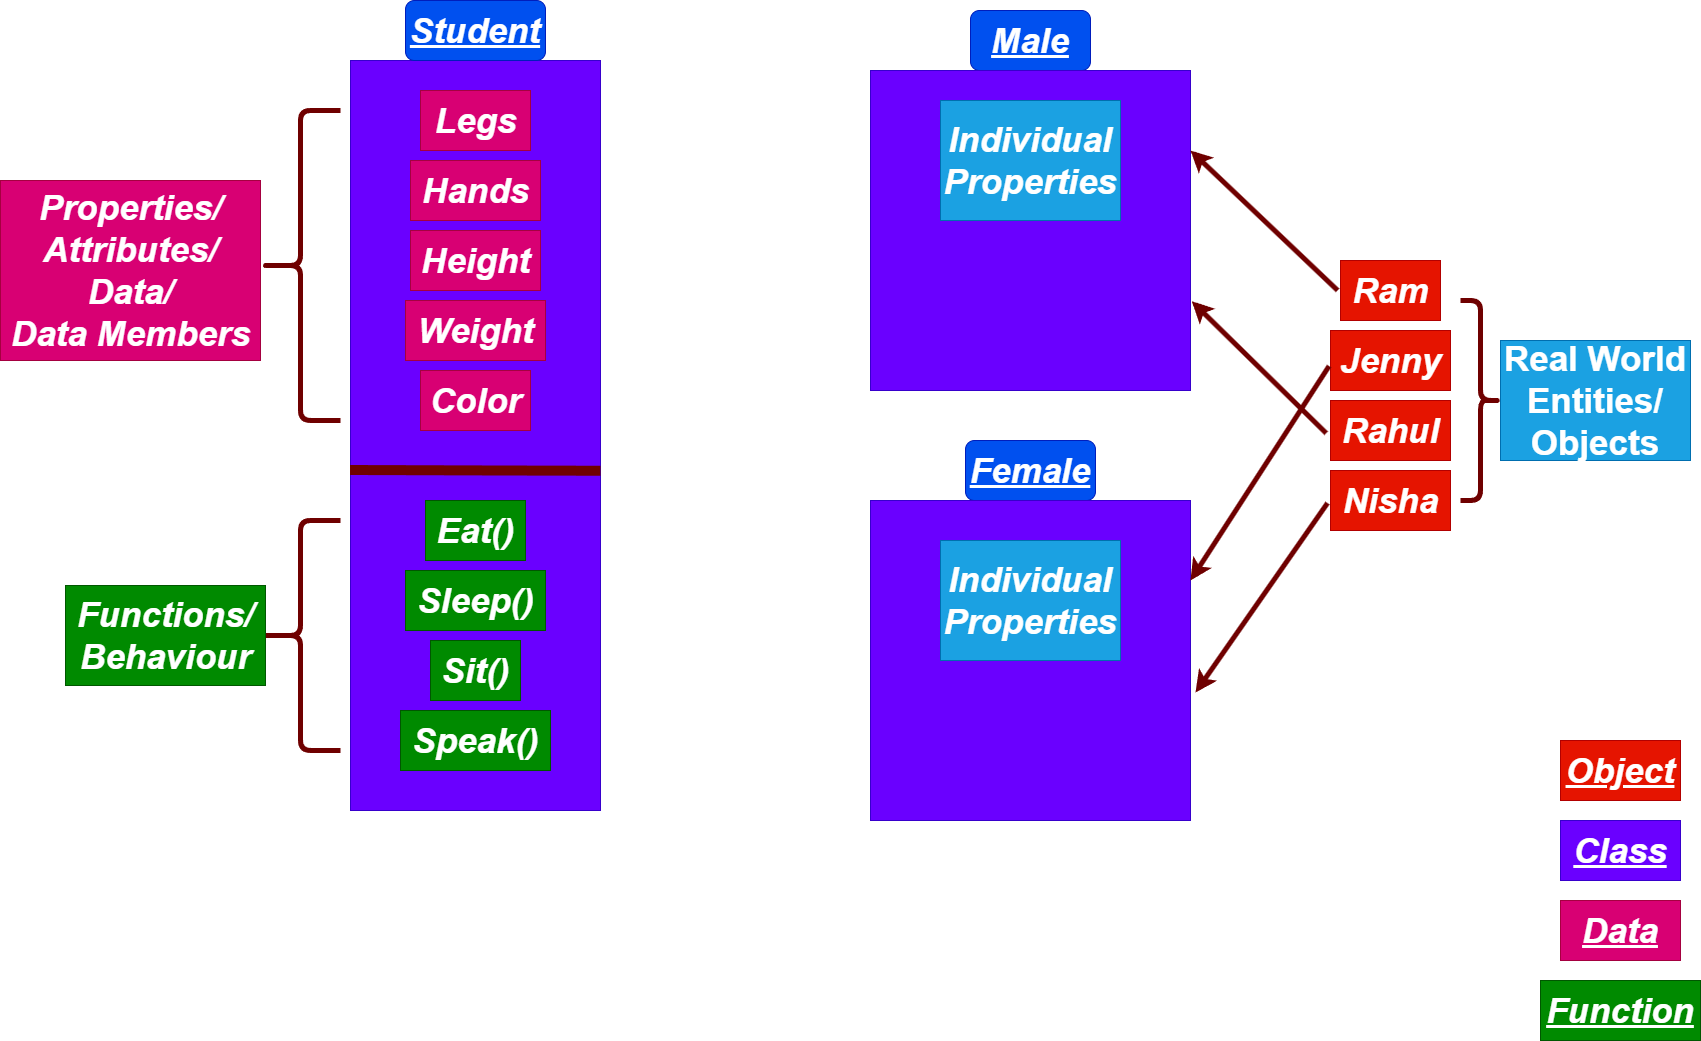 Student
Legs
Hands
Height
Weight
Color
Properties/
Attributes/
Data/
Data Members
Eat()
Sleep()
Sit()
Speak()
Functions/
Behaviour
Male
Individual
Properties
Female
Individual
Properties
Ram
Jenny
Rahul
Nisha
Real World
Entities/
Objects
Object
Class
Data
Function